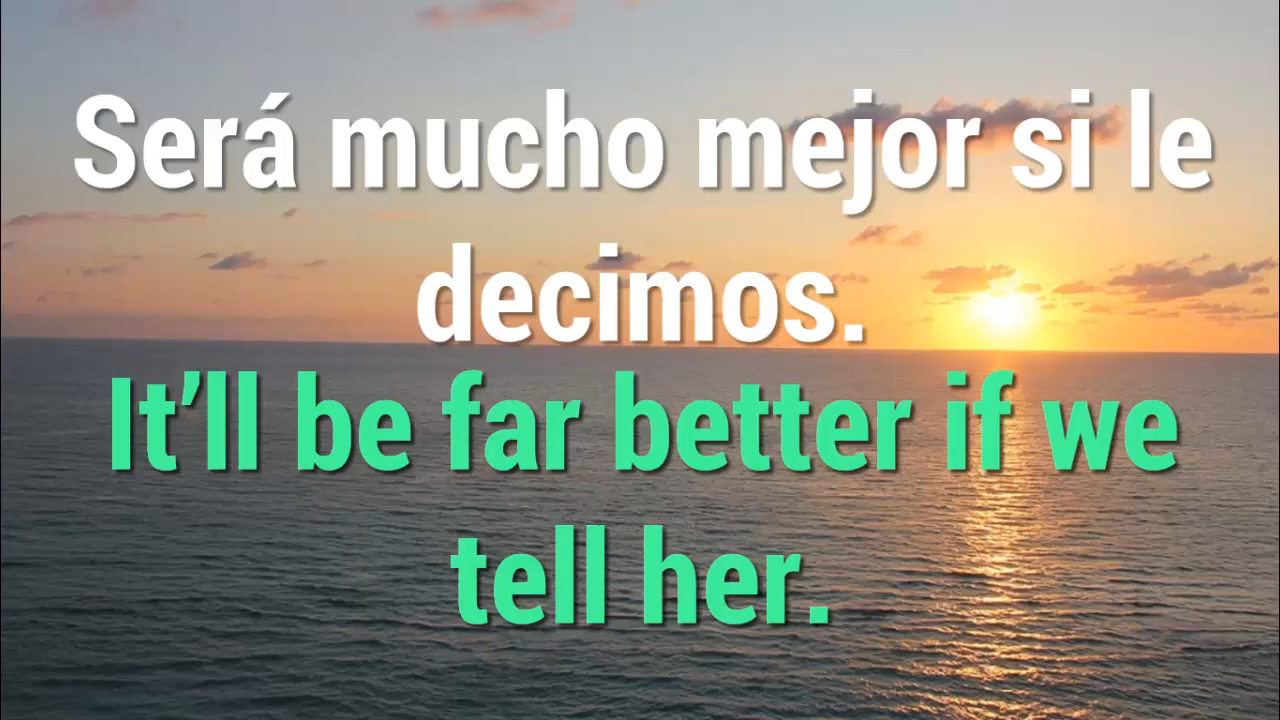 Será mucho mejor si le
decimos.
It’ll be far better if we
tell her.